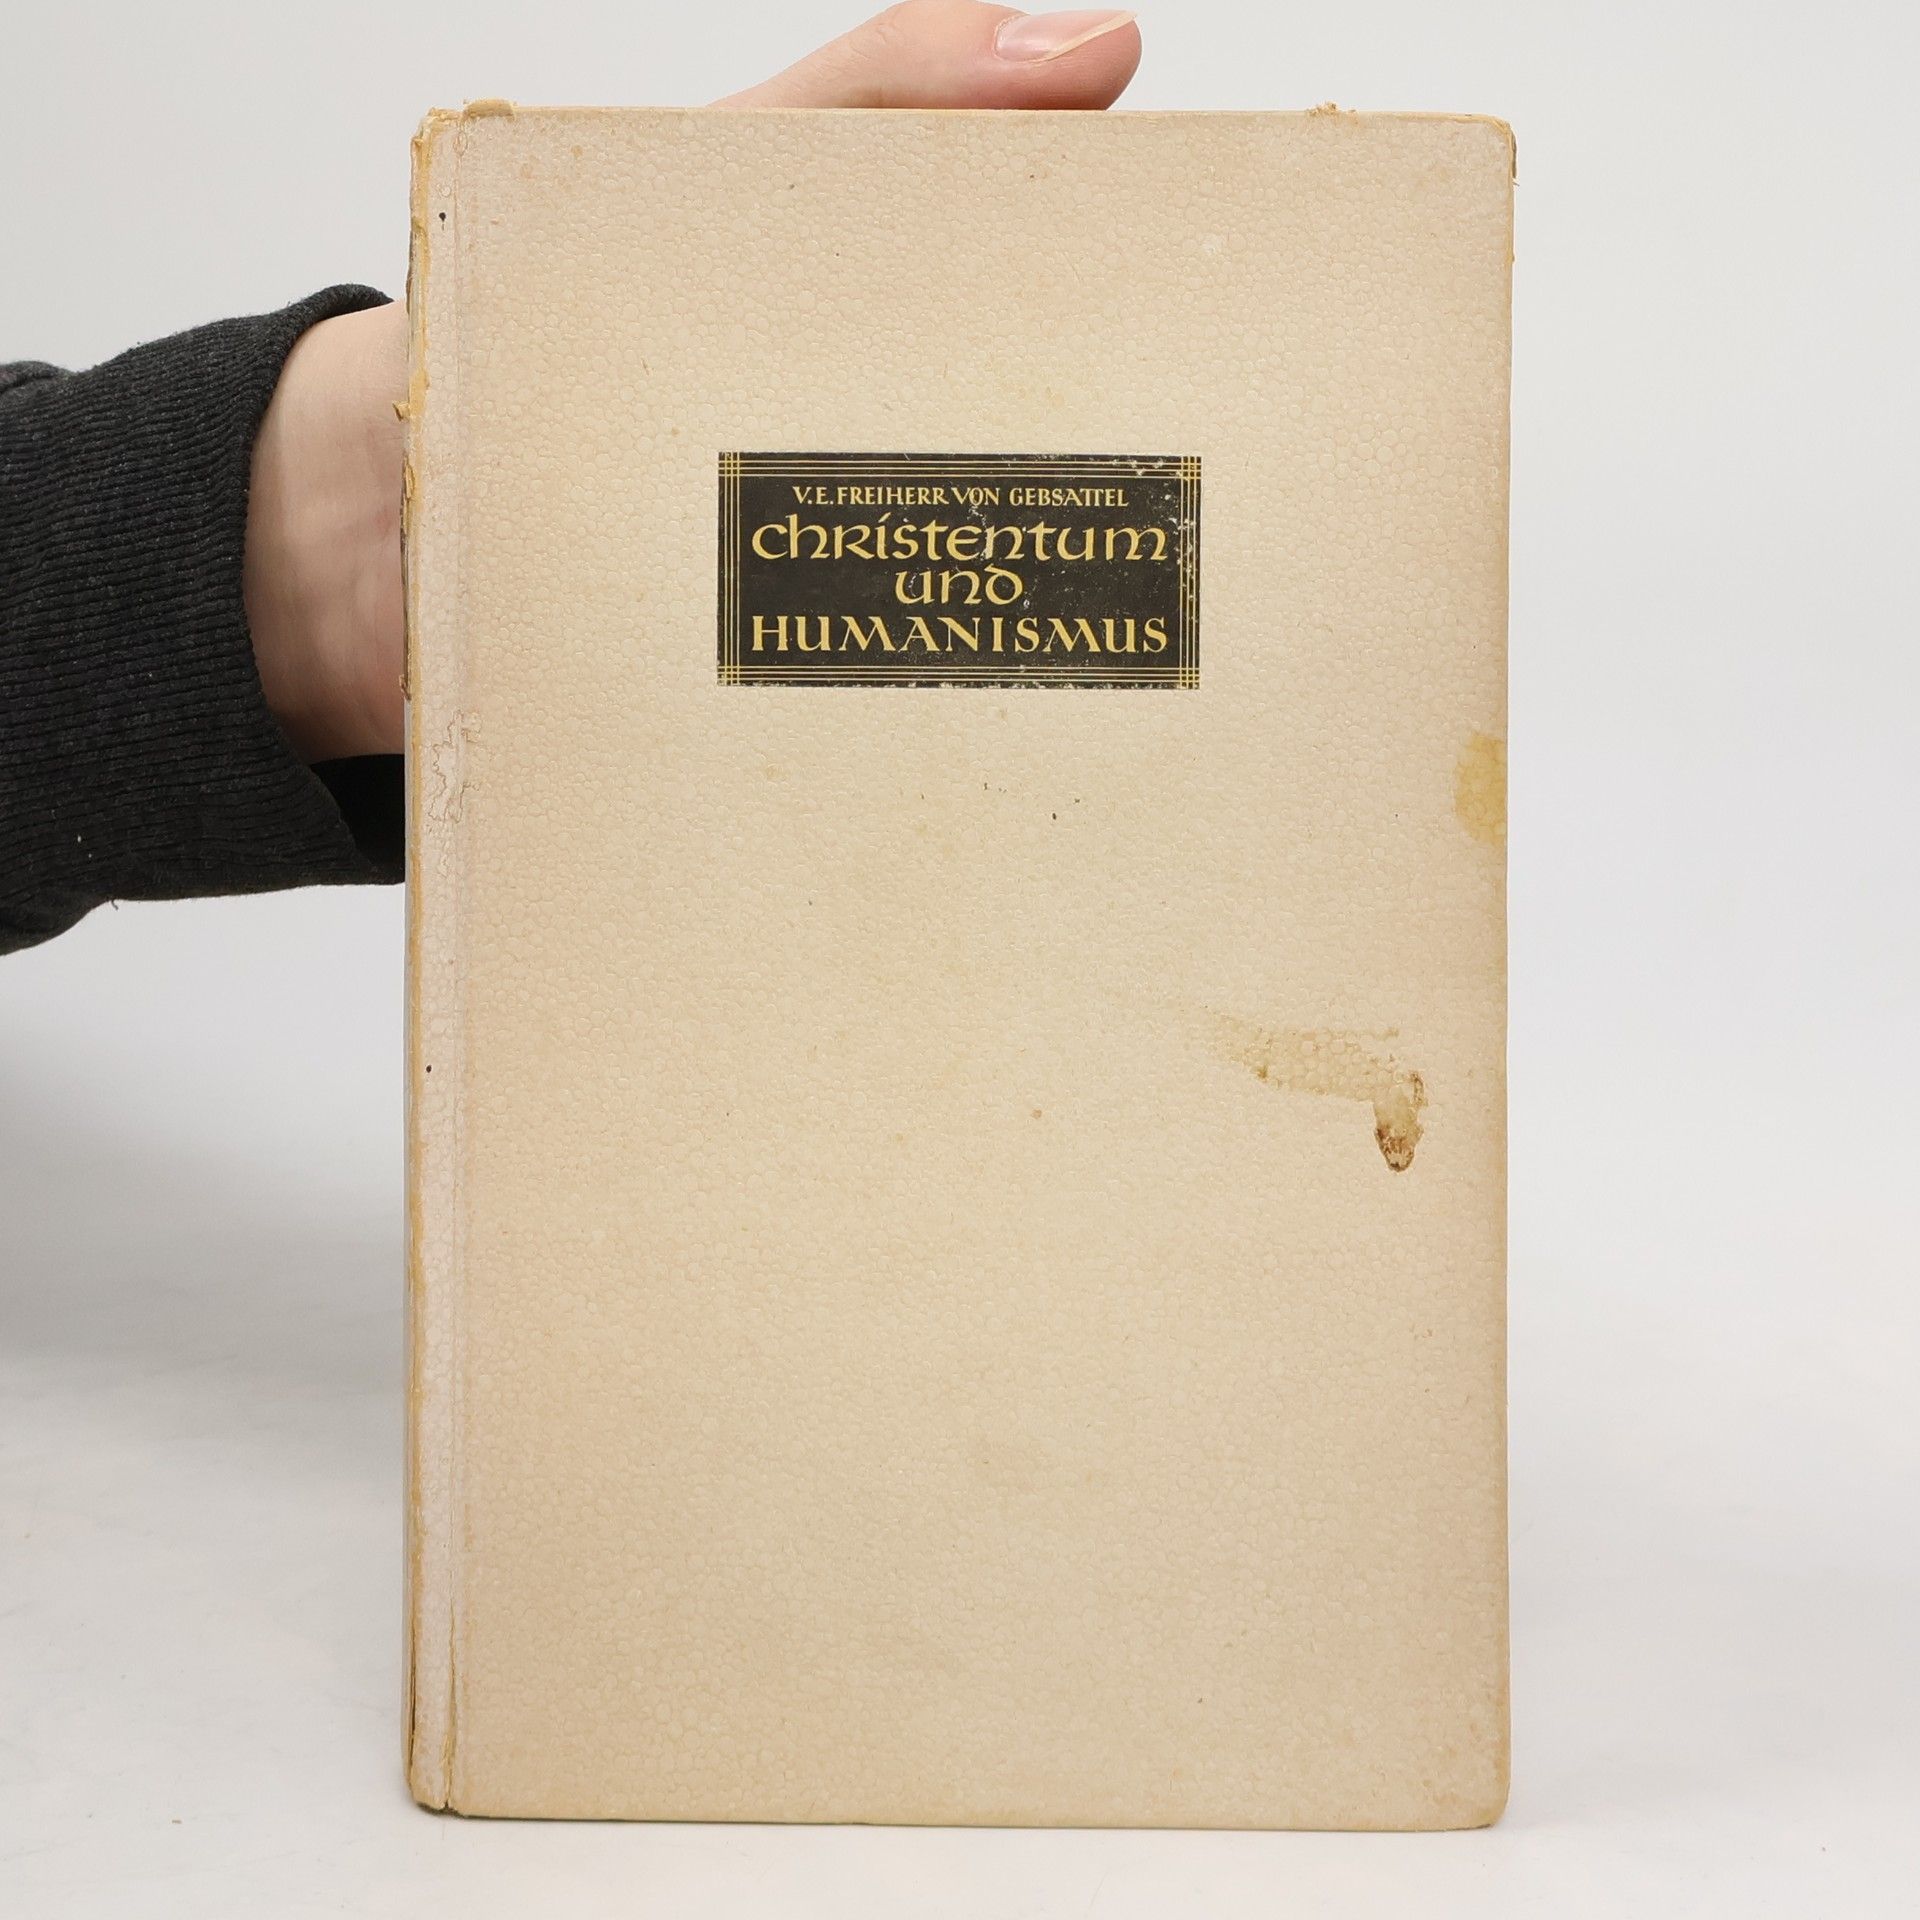 V. E. FREIHERR VON GEBSATTEL
christentum
und
HUMANISMUS